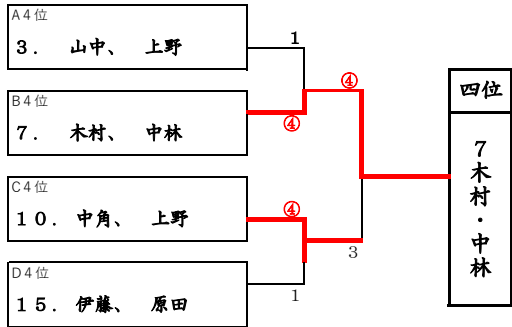 A4位
3. 山中、 上野
1
④
B4位
7. 木村、 中林
④
四位
7木村・中林
C4位
10. 中角、 上野
④
3
D4位
15. 伊藤、 原田
1